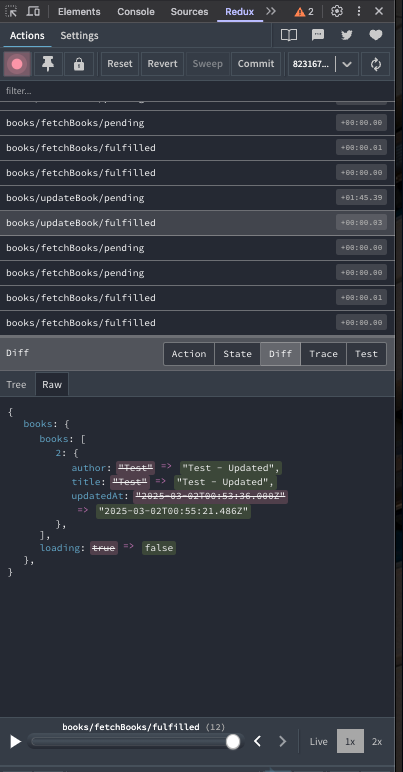 Elements Console Sources Redux 2
Actions Settings
Reset Revert Sweep Commit 823167...
filter...
books/fetchBooks/pending +00:00.00
books/fetchBooks/fulfilled +00:00.01
books/fetchBooks/fulfilled +00:00.00
books/updateBook/pending +01:45.39
books/updateBook/fulfilled +00:00.03
books/fetchBooks/pending +00:00.00
books/fetchBooks/pending +00:00.00
books/fetchBooks/fulfilled +00:00.01
books/fetchBooks/fulfilled +00:00.00
Diff Action State Diff Trace Test
Tree Raw
{
books: {
books: [
2: {
author: "Test" => "Test - Updated",
title: "Test" => "Test - Updated",
updatedAt: "2025-03-02T00:53:36.000Z"
=> "2025-03-02T00:55:21.486Z"
},
],
loading: true => false
},
}
books/fetchBooks/fulfilled (12)
Live 1x 2x